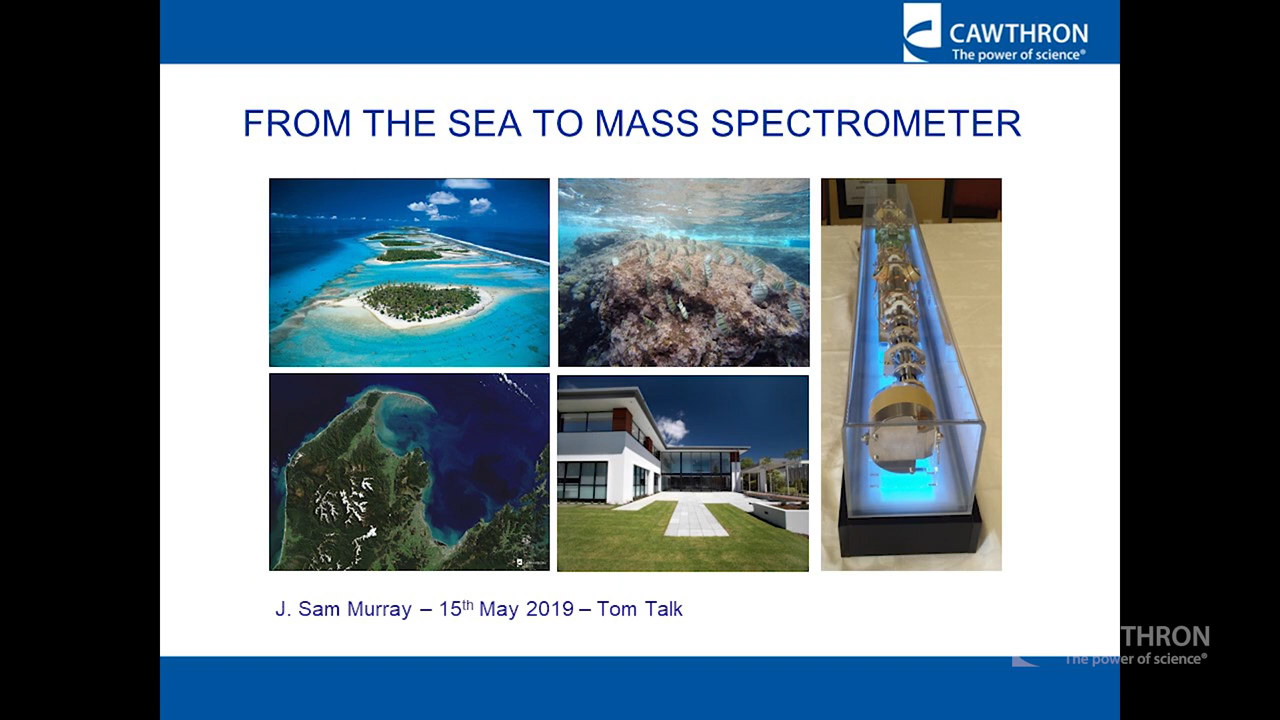 CAWTHRON
The power of science®
FROM THE SEA TO MASS SPECTROMETER
J. Sam Murray – 15th May 2019 – Tom Talk
THRON
The power of science®